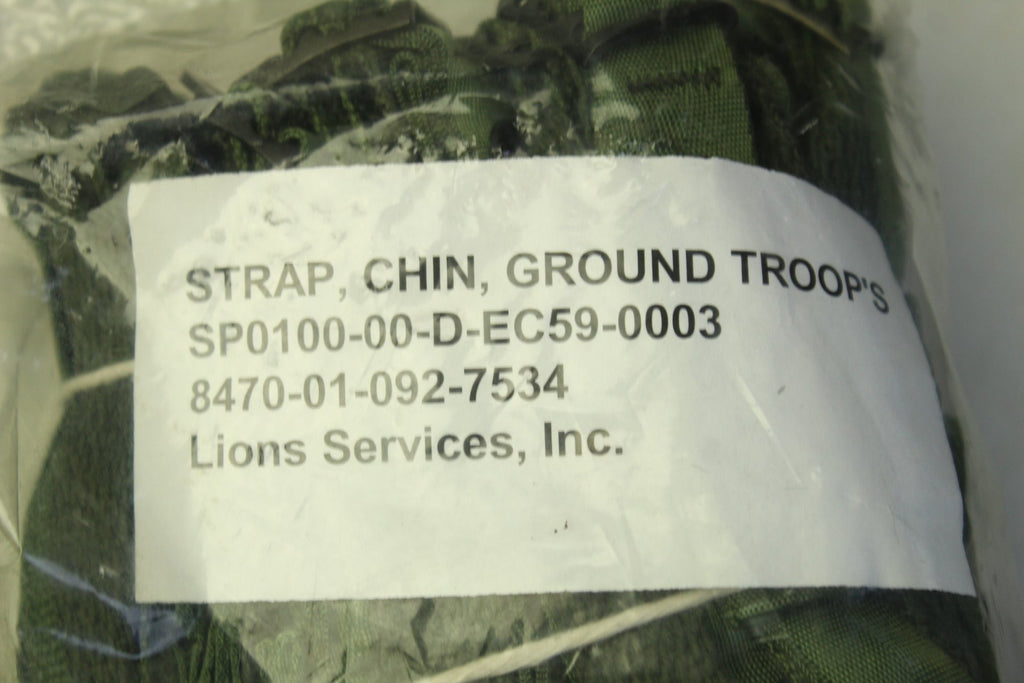 STRAP, CHIN, GROUND TROOP'S
SP0100-00-D-EC59-0003
8470-01-092-7534
Lions Services, Inc.